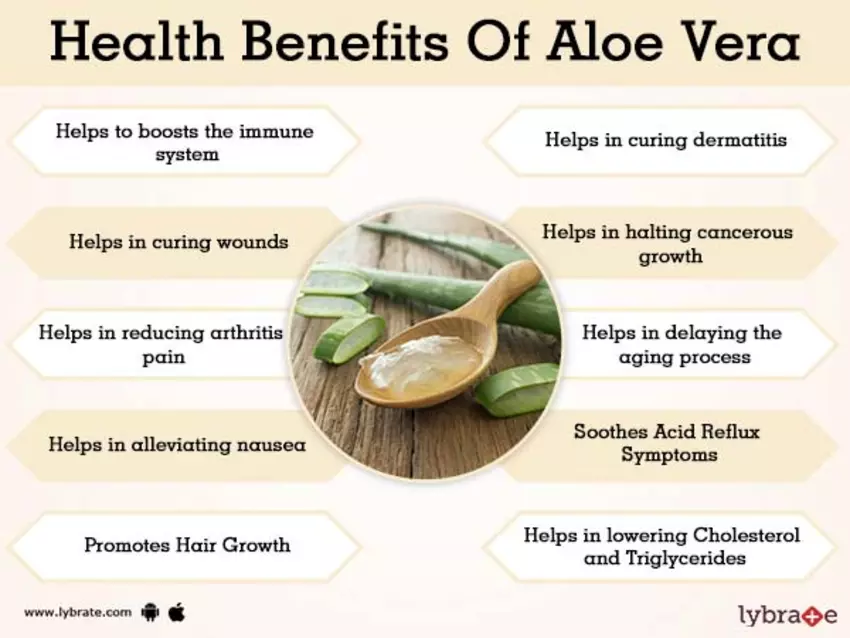 Health Benefits Of Aloe Vera
Helps to boosts the immune
system
Helps in curing dermatitis
Helps in curing wounds
Helps in halting cancerous
growth
Helps in reducing arthritis
pain
Helps in delaying the
aging process
Helps in alleviating nausea
Soothes Acid Reflux
Symptoms
Promotes Hair Growth
Helps in lowering Cholesterol
and Triglycerides
www.lybrate.com
lybrate